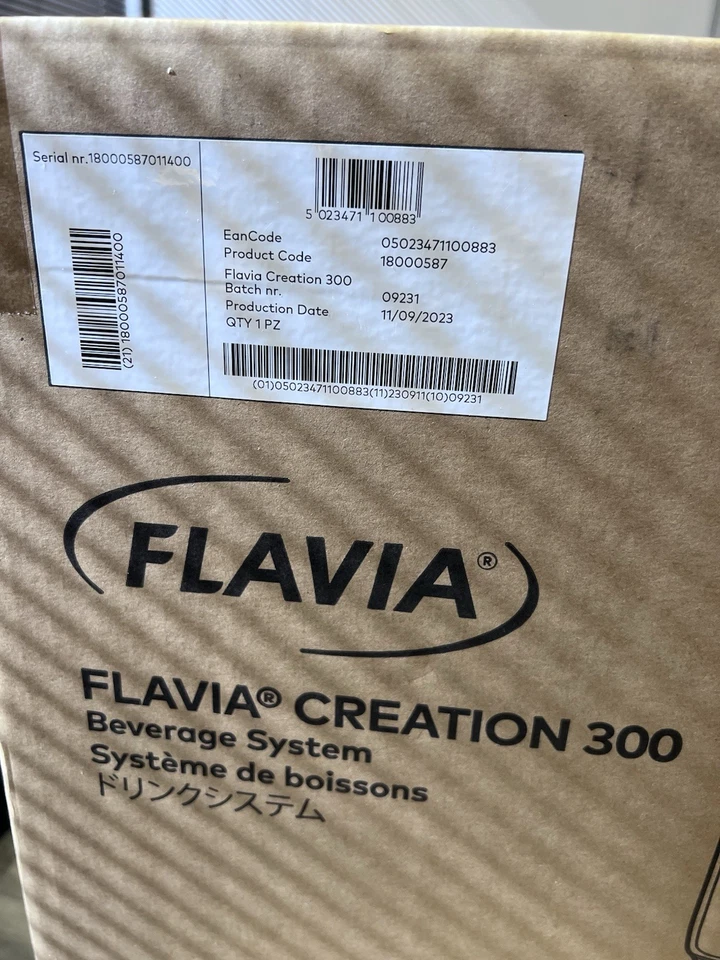 Serial nr.18000587011400
(21) 18000587011400
5 023471 100883
EanCode 05023471100883
Product Code 18000587
Flavia Creation 300
Batch nr. 09231
Production Date 11/09/2023
QTY 1 PZ
(01)05023471100883(11)230911(10)09231
FLAVIA®
FLAVIA® CREATION 300
Beverage System
Système de boissons
ドリンクシステム